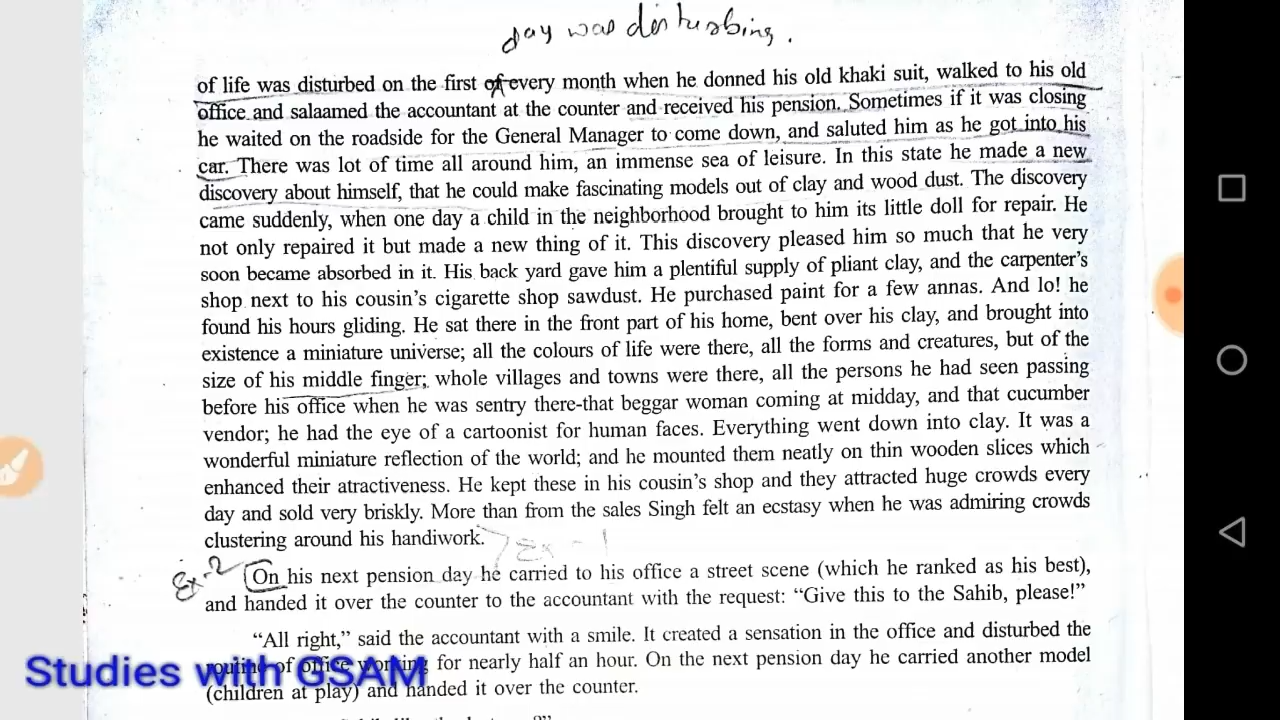 day was disturbing.
of life was disturbed on the first of every month when he donned his old khaki suit, walked to his old
office and salaamed the accountant at the counter and received his pension. Sometimes if it was closing
he waited on the roadside for the General Manager to come down, and saluted him as he got into his
car. There was lot of time all around him, an immense sea of leisure. In this state he made a new
discovery about himself, that he could make fascinating models out of clay and wood dust. The discovery
came suddenly, when one day a child in the neighborhood brought to him its little doll for repair. He
not only repaired it but made a new thing of it. This discovery pleased him so much that he very
soon became absorbed in it. His back yard gave him a plentiful supply of pliant clay, and the carpenter's
shop next to his cousin's cigarette shop sawdust. He purchased paint for a few annas. And lo! he
found his hours gliding. He sat there in the front part of his home, bent over his clay, and brought into
existence a miniature universe; all the colours of life were there, all the forms and creatures, but of the
size of his middle finger; whole villages and towns were there, all the persons he had seen passing
before his office when he was sentry there-that beggar woman coming at midday, and that cucumber
vendor; he had the eye of a cartoonist for human faces. Everything went down into clay. It was a
wonderful miniature reflection of the world; and he mounted them neatly on thin wooden slices which
enhanced their atractiveness. He kept these in his cousin's shop and they attracted huge crowds every
day and sold very briskly. More than from the sales Singh felt an ecstasy when he was admiring crowds
clustering around his handiwork. Ex-1
Ex-2 On his next pension day he carried to his office a street scene (which he ranked as his best),
and handed it over the counter to the accountant with the request: "Give this to the Sahib, please!"
"All right," said the accountant with a smile. It created a sensation in the office and disturbed the
routine of office working for nearly half an hour. On the next pension day he carried another model
(children at play) and handed it over the counter.
Studies with GSAM